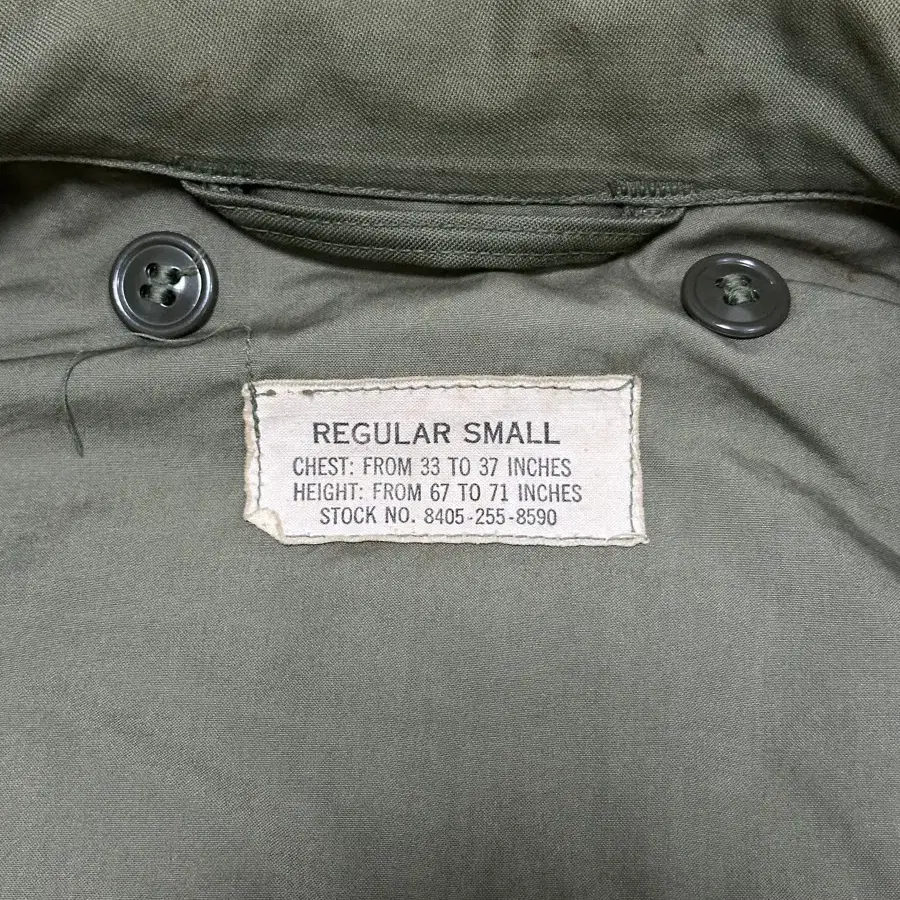 REGULAR SMALL
CHEST: FROM 33 TO 37 INCHES
HEIGHT: FROM 67 TO 71 INCHES
STOCK NO. 8405-255-8590